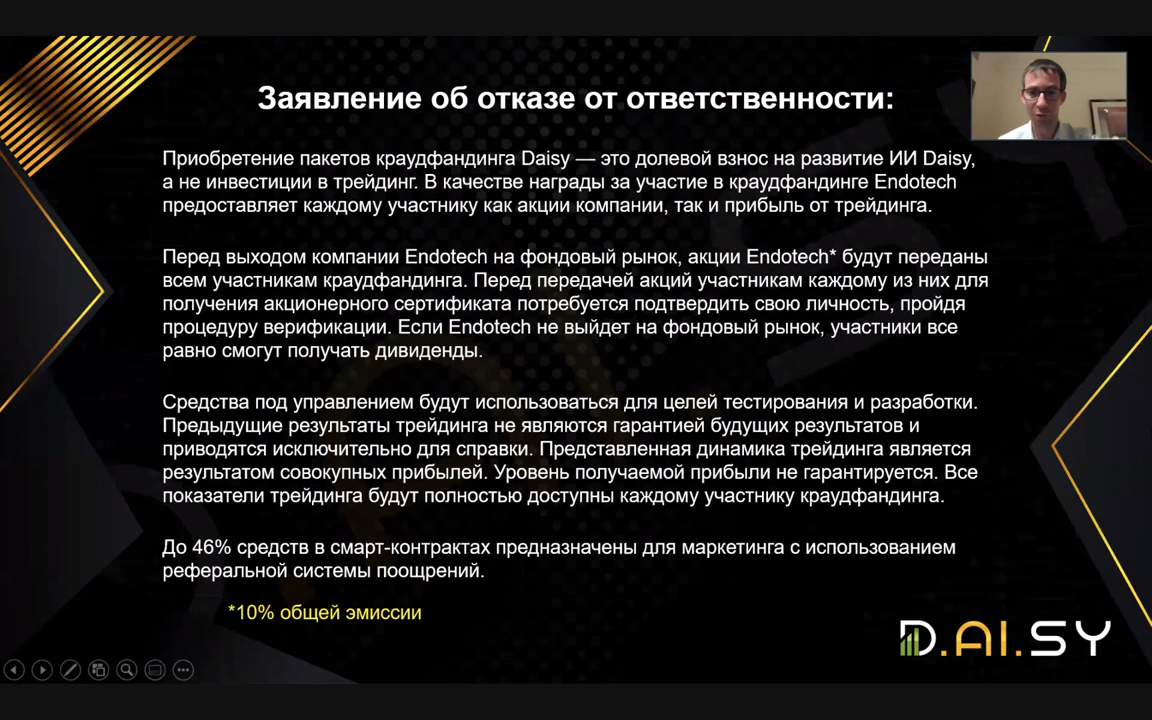 Заявление об отказе от ответственности:
Приобретение пакетов краудфандинга Daisy — это долевой взнос на развитие ИИ Daisy,
а не инвестиции в трейдинг. В качестве награды за участие в краудфандинге Endotech
предоставляет каждому участнику как акции компании, так и прибыль от трейдинга.
Перед выходом компании Endotech на фондовый рынок, акции Endotech* будут переданы
всем участникам краудфандинга. Перед передачей акций участникам каждому из них для
получения акционерного сертификата потребуется подтвердить свою личность, пройдя
процедуру верификации. Если Endotech не выйдет на фондовый рынок, участники все
равно смогут получать дивиденды.
Средства под управлением будут использоваться для целей тестирования и разработки.
Предыдущие результаты трейдинга не являются гарантией будущих результатов и
приводятся исключительно для справки. Представленная динамика трейдинга является
результатом совокупных прибылей. Уровень получаемой прибыли не гарантируется. Все
показатели трейдинга будут полностью доступны каждому участнику краудфандинга.
До 46% средств в смарт-контрактах предназначены для маркетинга с использованием
реферальной системы поощрений.
*10% общей эмиссии
D.AI.SY